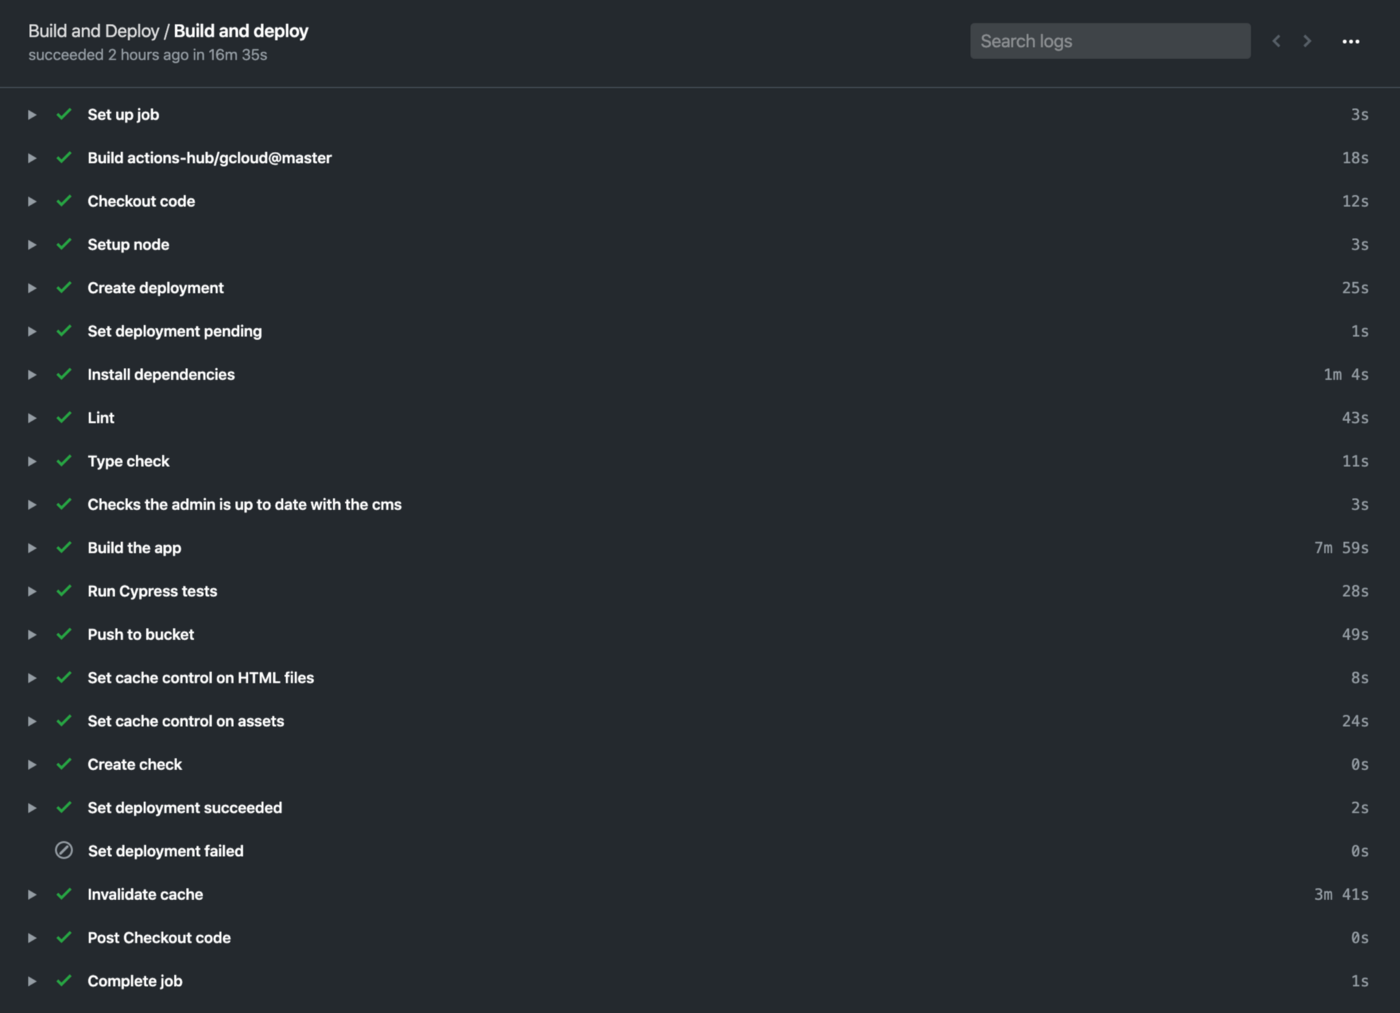 Build and Deploy / Build and deploy
succeeded 2 hours ago in 16m 35s
Search logs
Set up job 3s
Build actions-hub/gcloud@master 18s
Checkout code 12s
Setup node 3s
Create deployment 25s
Set deployment pending 1s
Install dependencies 1m 4s
Lint 43s
Type check 11s
Checks the admin is up to date with the cms 3s
Build the app 7m 59s
Run Cypress tests 28s
Push to bucket 49s
Set cache control on HTML files 8s
Set cache control on assets 24s
Create check 0s
Set deployment succeeded 2s
Set deployment failed 0s
Invalidate cache 3m 41s
Post Checkout code 0s
Complete job 1s